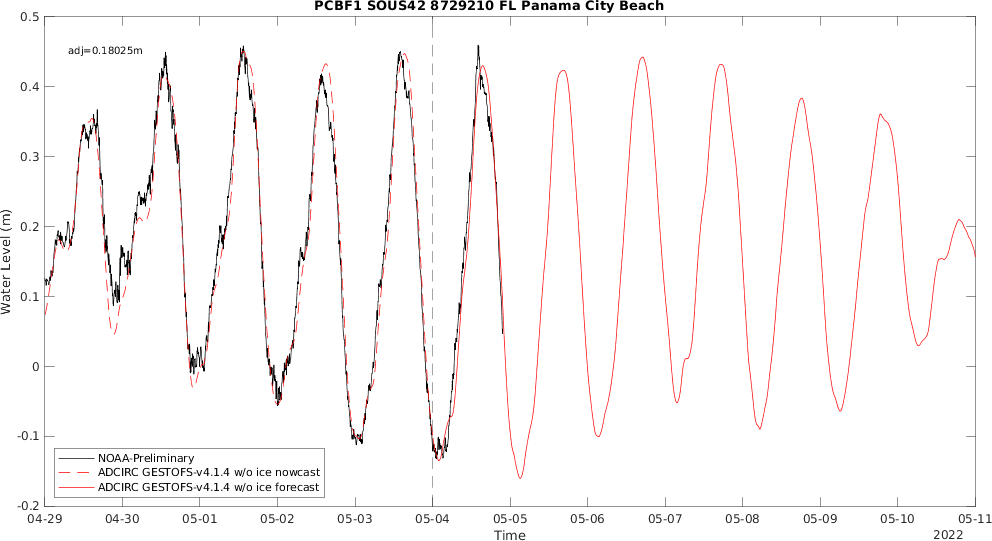 PCBF1 SOUS42 8729210 FL Panama City Beach
adj=0.18025m
0.5
0.4
0.3
0.2
0.1
0
-0.1
-0.2
Water Level (m)
NOAA-Preliminary
ADCIRC GESTOFS-v4.1.4 w/o ice nowcast
ADCIRC GESTOFS-v4.1.4 w/o ice forecast
04-29 04-30 05-01 05-02 05-03 05-04 05-05 05-06 05-07 05-08 05-09 05-10 05-11
Time
2022